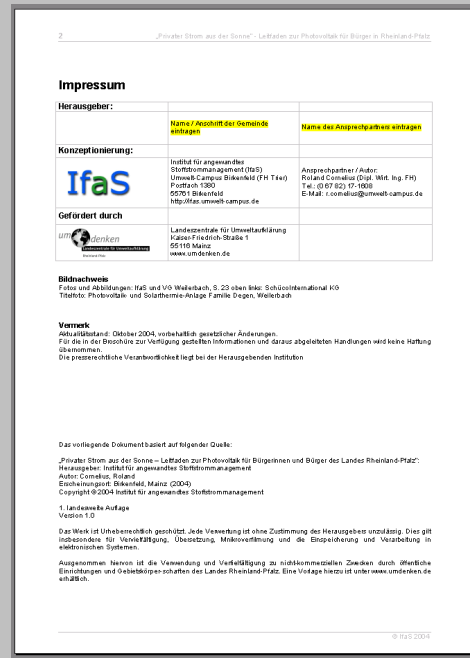 2
„Privater Strom aus der Sonne“- Leitfaden zur Photovoltaik für Bürger in Rheinland-Pfalz
Impressum
Herausgeber:
Name / Anschrift der Gemeinde
eintragen
Name des Ansprechpartners eintragen
Konzeptionierung:
IfaS
Institut für angewandtes
Stoffstrommanagement (IfaS)
Umwelt-Campus Birkenfeld (FH Trier)
Postfach 1380
55761 Birkenfeld
http://ifas.umwelt-campus.de
Ansprechpartner / Autor:
Roland Cornelius (Dipl. Wirt. Ing. FH)
Tel.: (0 67 82) 17-1608
E-Mail: r.cornelius@umwelt-campus.de
Gefördert durch
umdenken
Landeszentrale für Umweltaufklärung
Rheinland-Pfalz
Landeszentrale für Umweltaufklärung
Kaiser-Friedrich-Straße 1
55116 Mainz
www.umdenken.de
Bildnachweis
Fotos und Abbildungen: IfaS und VG Weilerbach, S. 23 oben links: SchücoInternational KG
Titelfoto: Photovoltaik- und Solarthermie-Anlage Familie Degen, Weilerbach
Vermerk
Aktualitätsstand: Oktober 2004, vorbehaltlich gesetzlicher Änderungen.
Für die in der Broschüre zur Verfügung gestellten Informationen und daraus abgeleiteten Handlungen wird keine Haftung
übernommen.
Die presserechtliche Verantwortlichkeit liegt bei der Herausgebenden Institution
Das vorliegende Dokument basiert auf folgender Quelle:
„Privater Strom aus der Sonne – Leitfaden zur Photovoltaik für Bürgerinnen und Bürger des Landes Rheinland-Pfalz“:
Herausgeber: Institut für angewandtes Stoffstrommanagement
Autor: Cornelius, Roland
Erscheinungsort: Birkenfeld, Mainz (2004)
Copyright © 2004 Institut für angewandtes Stoffstrommanagement
1. landesweite Auflage
Version 1.0
Das Werk ist Urheberrechtlich geschützt. Jede Verwertung ist ohne Zustimmung des Herausgebers unzulässig. Dies gilt
insbesondere für Vervielfältigung, Übersetzung, Mnikroverfilmung und die Einspeicherung und Verarbeitung in
elektronischen Systemen.
Ausgenommen hiervon ist die Verwendung und Verfielfältigung zu nicht-kommerziellen Zwecken durch öffentliche
Einrichtungen und Gebietskörper-schaften des Landes Rheinland-Pfalz. Eine Vorlage hierzu ist unter www.umdenken.de
erhältlich.
© IfaS 2004